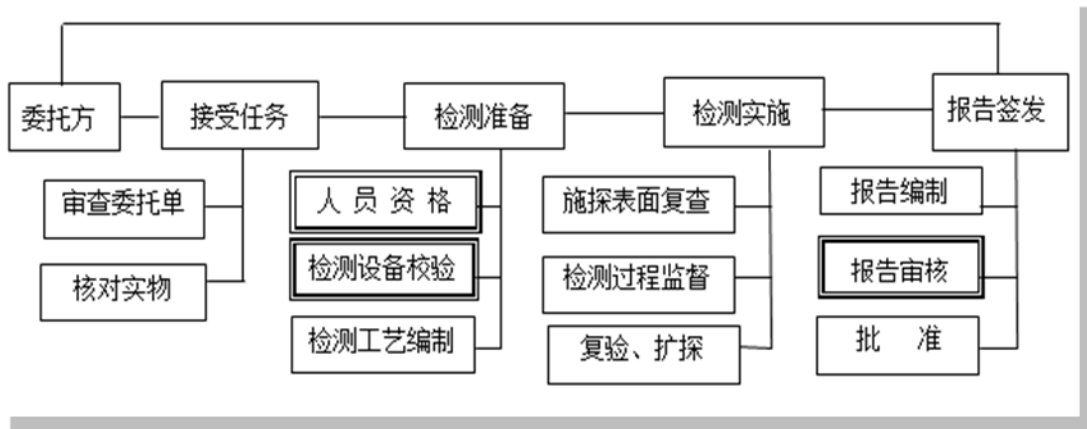 委托方
接受任务
检测准备
检测实施
报告签发
审查委托单
核对实物
人 员 资 格
检测设备校验
检测工艺编制
施探表面复查
检测过程监督
复验、扩探
报告编制
报告审核
批 准